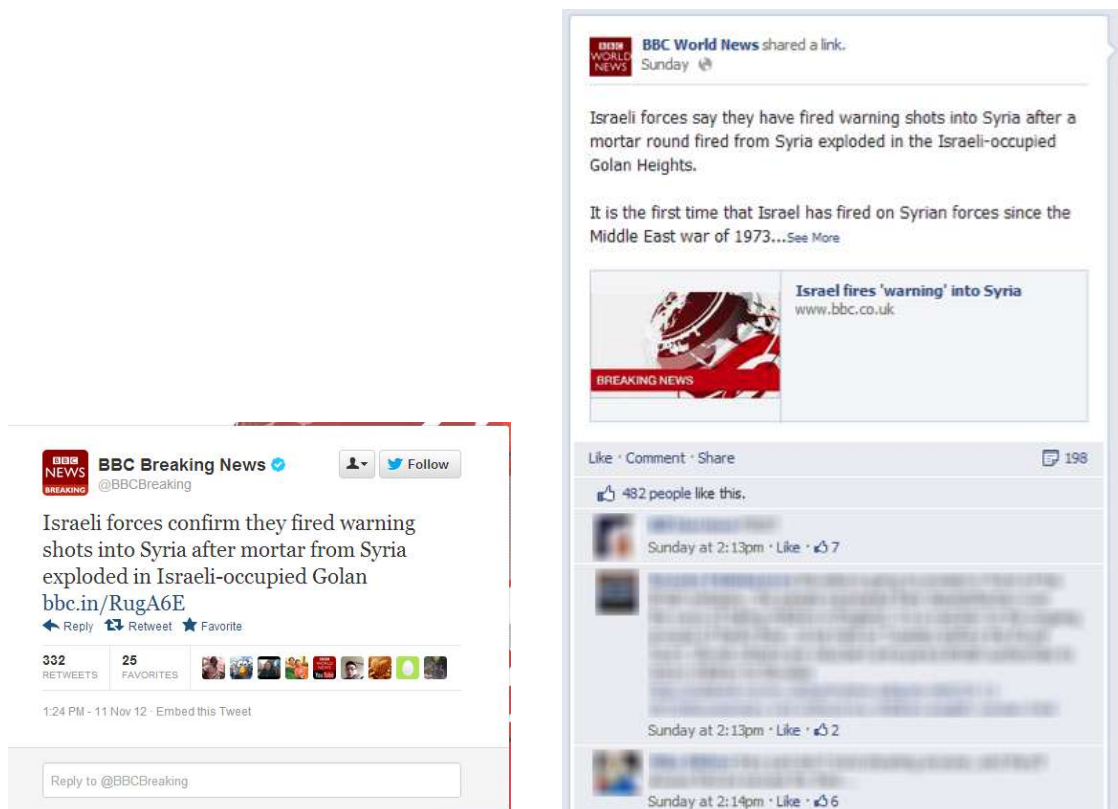 BBC
NEWS
BREAKING
BBC Breaking News
@BBCBreaking
Follow
Israeli forces confirm they fired warning
shots into Syria after mortar from Syria
exploded in Israeli-occupied Golan
bbc.in/RugA6E
Reply Retweet Favorite
332 25
RETWEETS FAVORITES
1:24 PM - 11 Nov 12 · Embed this Tweet
Reply to @BBCBreaking
BBC
WORLD
NEWS
BBC World News shared a link.
Sunday
Israeli forces say they have fired warning shots into Syria after a
mortar round fired from Syria exploded in the Israeli-occupied
Golan Heights.
It is the first time that Israel has fired on Syrian forces since the
Middle East war of 1973...See More
Israel fires 'warning' into Syria
www.bbc.co.uk
BREAKING NEWS
Like · Comment · Share 198
482 people like this.
Sunday at 2:13pm · Like · 7
Sunday at 2:13pm · Like · 2
Sunday at 2:14pm · Like · 6